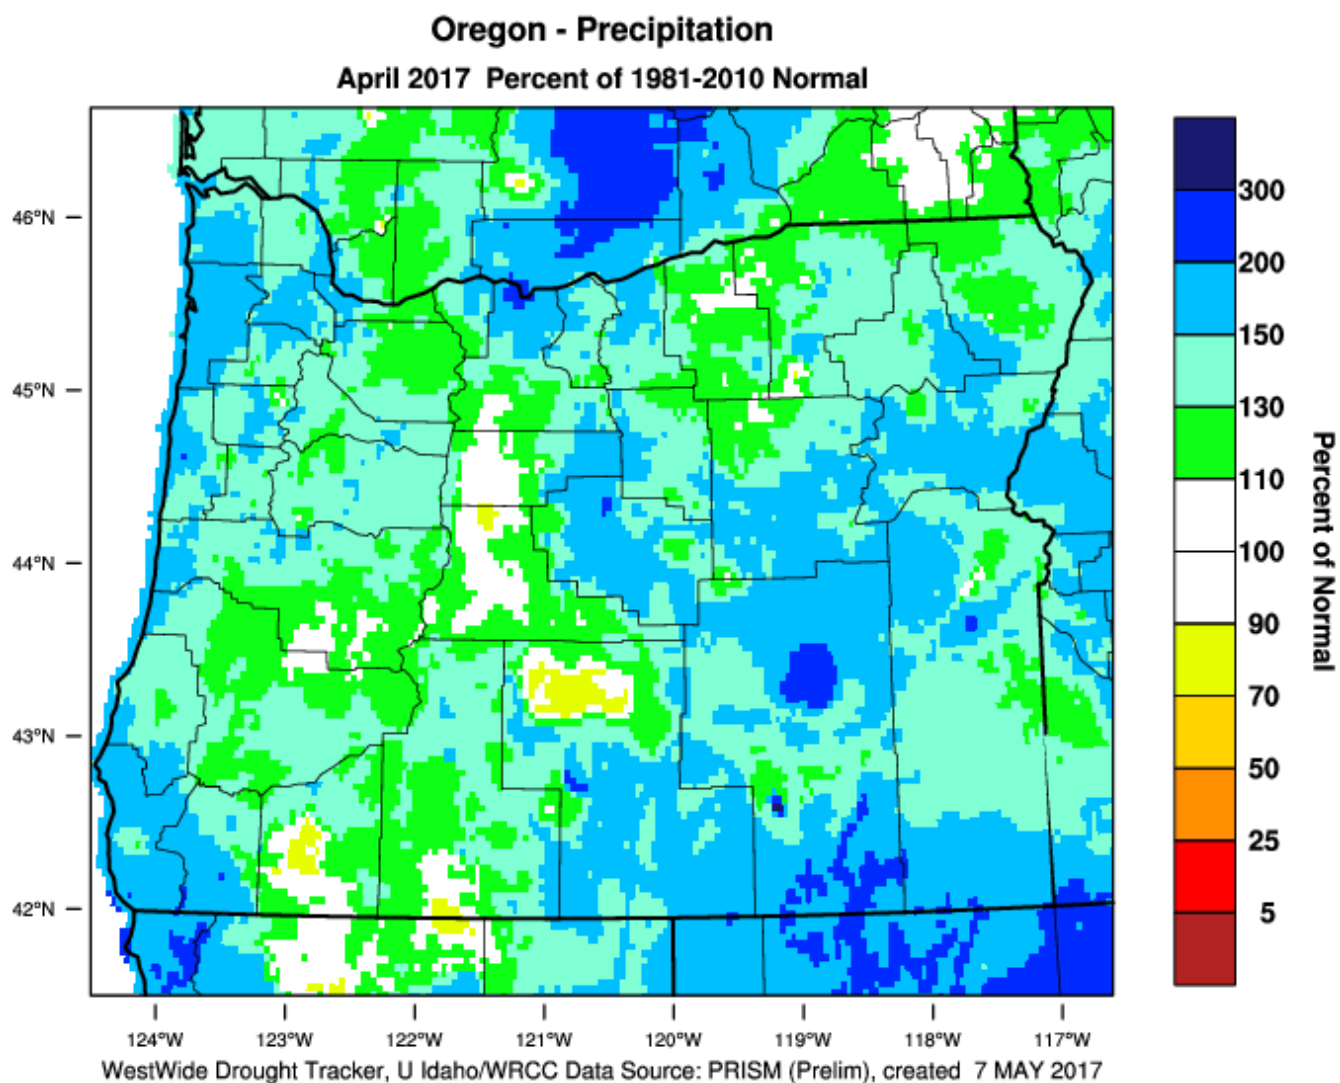 Oregon - Precipitation
April 2017  Percent of 1981-2010 Normal
46°N
45°N
44°N
43°N
42°N
124°W
123°W
122°W
121°W
120°W
119°W
118°W
117°W
300
200
150
130
110
100
90
70
50
25
5
Percent of Normal
WestWide Drought Tracker, U Idaho/WRCC Data Source: PRISM (Prelim), created  7 MAY 2017